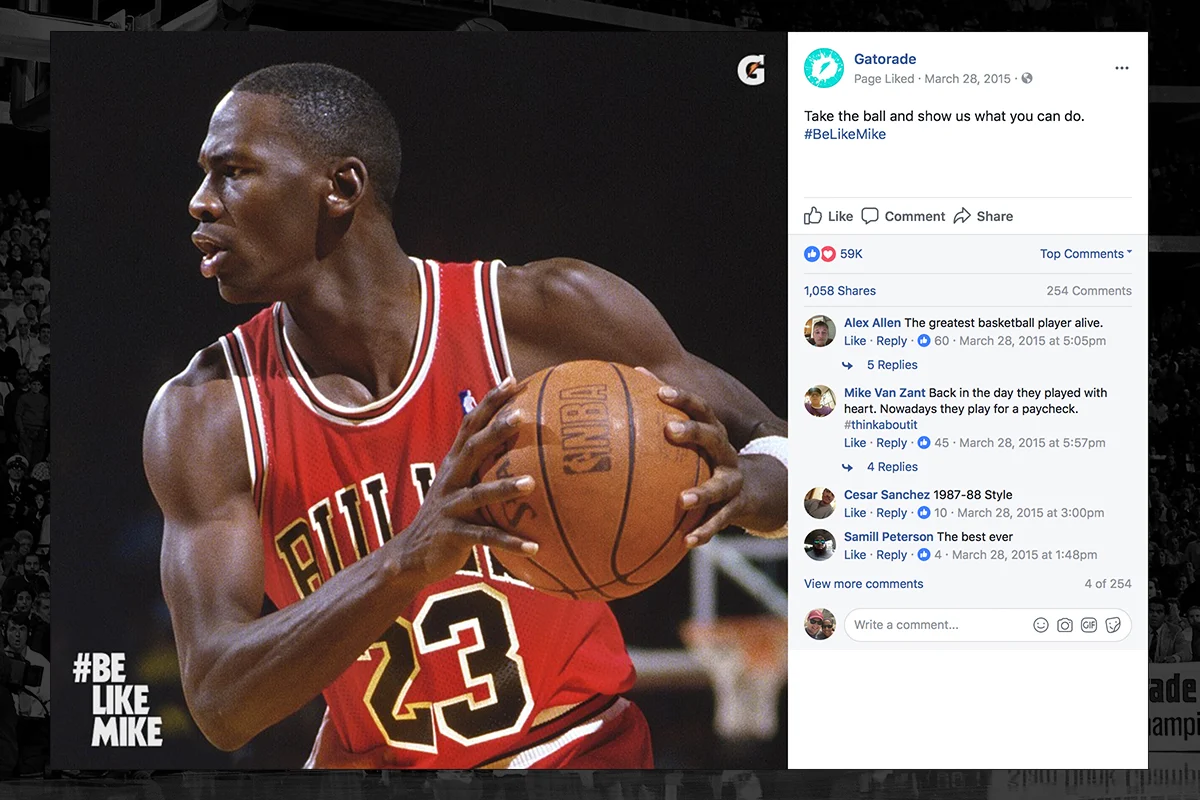 G
NBA
BULLS
23
#BE
LIKE
MIKE
Gatorade
Page Liked · March 28, 2015 ·
Take the ball and show us what you can do.
#BeLikeMike
Like Comment Share
59K Top Comments
1,058 Shares 254 Comments
Alex Allen The greatest basketball player alive.
Like · Reply · 60 · March 28, 2015 at 5:05pm
5 Replies
Mike Van Zant Back in the day they played with
heart. Nowadays they play for a paycheck.
#thinkaboutit
Like · Reply · 45 · March 28, 2015 at 5:57pm
4 Replies
Cesar Sanchez 1987-88 Style
Like · Reply · 10 · March 28, 2015 at 3:00pm
Samill Peterson The best ever
Like · Reply · 4 · March 28, 2015 at 1:48pm
View more comments 4 of 254
Write a comment... GIF
ade
hampi